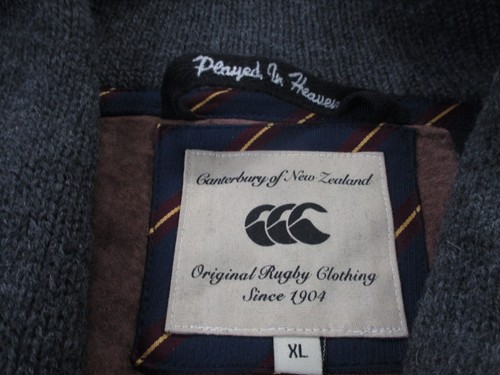 Played In Heaven
Canterbury of New Zealand
Original Rugby Clothing
Since 1904
XL